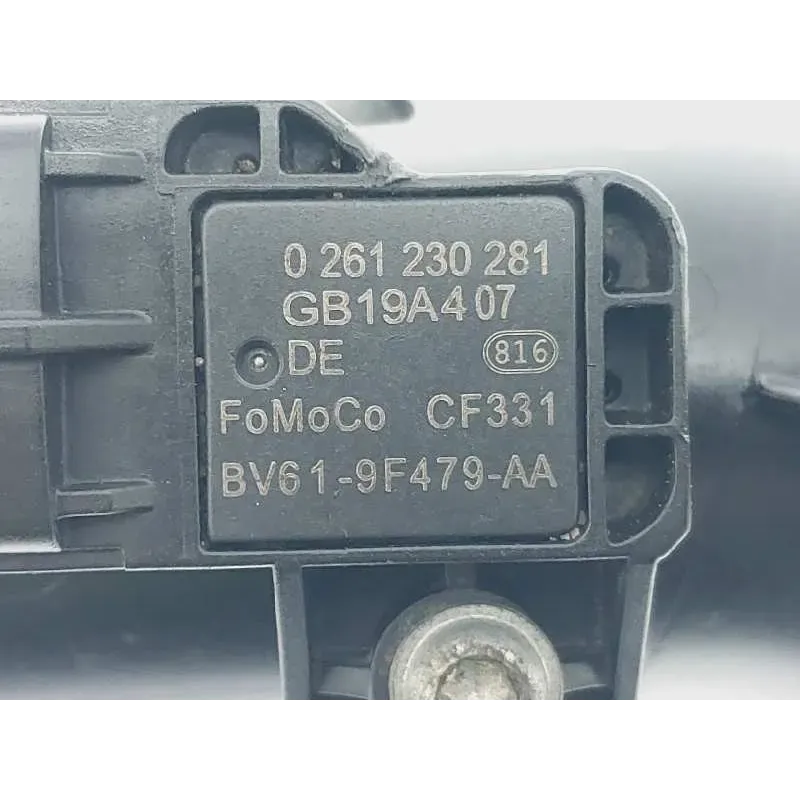 0 261 230 281
GB19A4 07
DE 816
FoMoCo CF331
BV61-9F479-AA